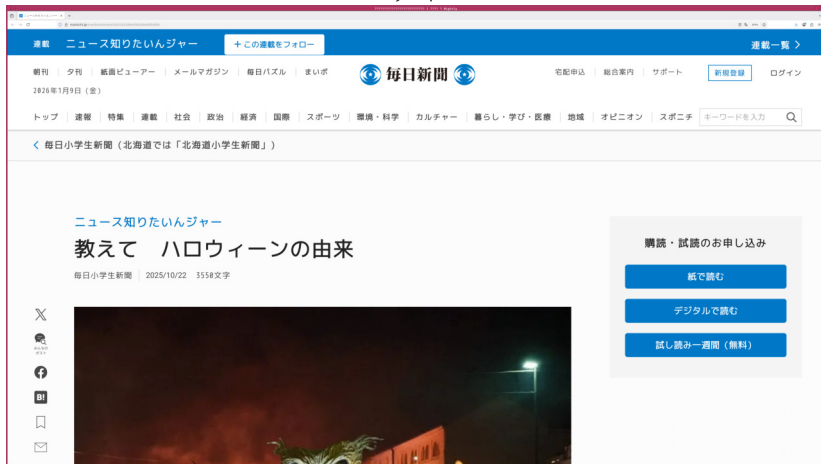 連載 ニュース知りたいんジャー +この連載をフォロー 連載一覧
朝刊 夕刊 紙面ビューアー メールマガジン 毎日パズル まいぽ 毎日新聞 宅配申込 総合案内 サポート 新規登録 ログイン
2026年1月9日 (金)
トップ 速報 特集 連載 社会 政治 経済 国際 スポーツ 環境・科学 カルチャー 暮らし・学び・医療 地域 オピニオン スポニチ キーワードを入力
毎日小学生新聞(北海道では「北海道小学生新聞」)
ニュース知りたいんジャー
教えて ハロウィーンの由来
毎日小学生新聞 2025/10/22 3550文字
購読・試読のお申し込み
紙で読む
デジタルで読む
試し読み一週間(無料)
B!